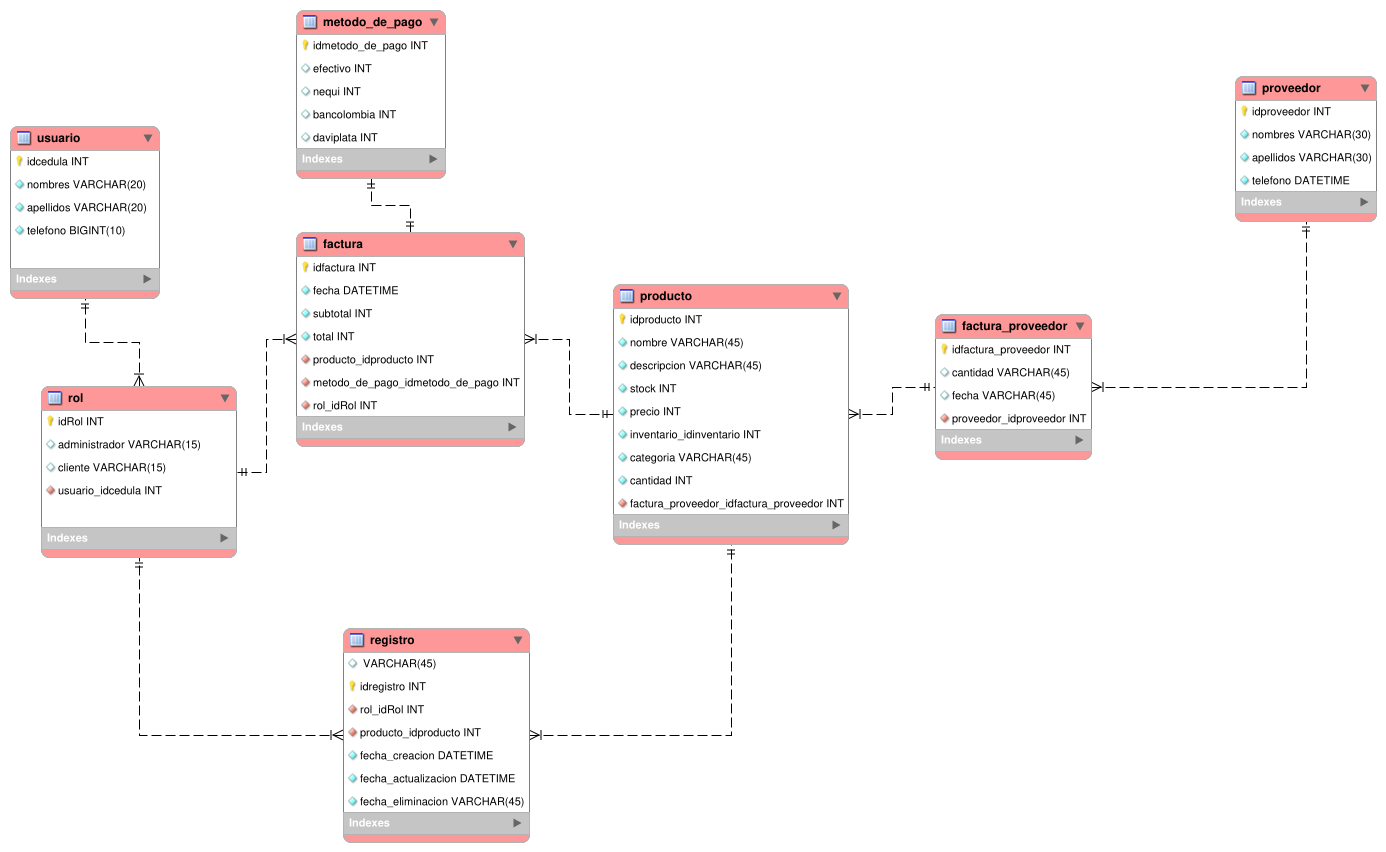 metodo_de_pago
idmetodo_de_pago INT
efectivo INT
nequi INT
bancolombia INT
daviplata INT
Indexes
proveedor
idproveedor INT
nombres VARCHAR(30)
apellidos VARCHAR(30)
telefono DATETIME
Indexes
usuario
idcedula INT
nombres VARCHAR(20)
apellidos VARCHAR(20)
telefono BIGINT(10)
Indexes
factura
idfactura INT
fecha DATETIME
subtotal INT
total INT
producto_idproducto INT
metodo_de_pago_idmetodo_de_pago INT
rol_idRol INT
Indexes
producto
idproducto INT
nombre VARCHAR(45)
descripcion VARCHAR(45)
stock INT
precio INT
inventario_idinventario INT
categoria VARCHAR(45)
cantidad INT
factura_proveedor_idfactura_proveedor INT
Indexes
factura_proveedor
idfactura_proveedor INT
cantidad VARCHAR(45)
fecha VARCHAR(45)
proveedor_idproveedor INT
Indexes
rol
idRol INT
administrador VARCHAR(15)
cliente VARCHAR(15)
usuario_idcedula INT
Indexes
registro
VARCHAR(45)
idregistro INT
rol_idRol INT
producto_idproducto INT
fecha_creacion DATETIME
fecha_actualizacion DATETIME
fecha_eliminacion VARCHAR(45)
Indexes